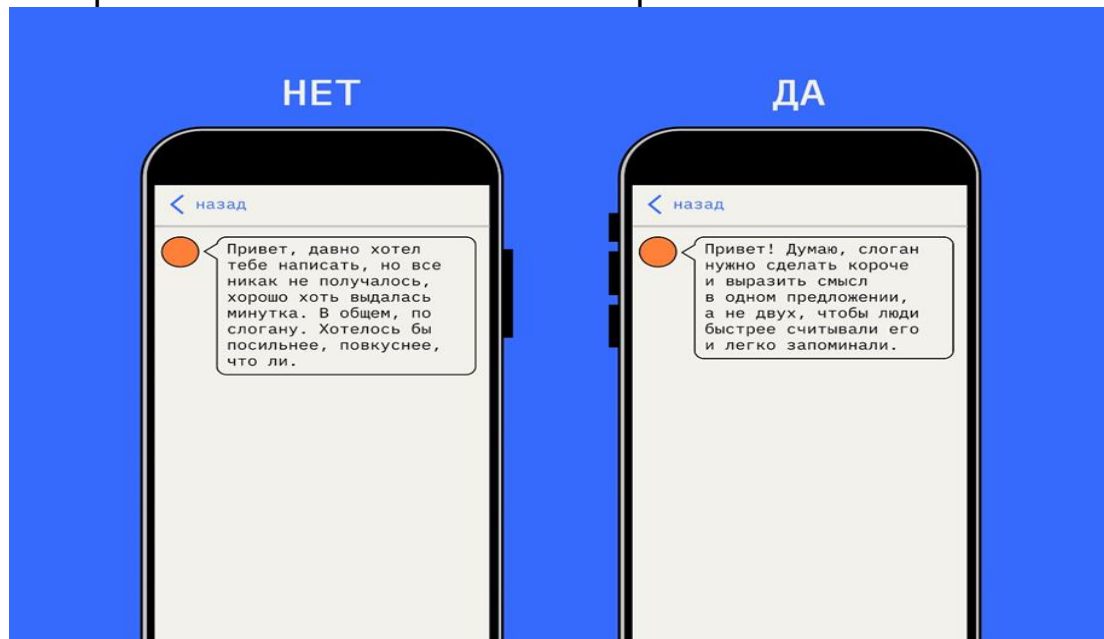 НЕТ
ДА
назад
Привет, давно хотел
тебе написать, но все
никак не получалось,
хорошо хоть выдалась
минутка. В общем, по
слогану. Хотелось бы
посильнее, повкуснее,
что ли.
назад
Привет! Думаю, слоган
нужно сделать короче
и выразить смысл
в одном предложении,
а не двух, чтобы люди
быстрее считывали его
и легко запоминали.